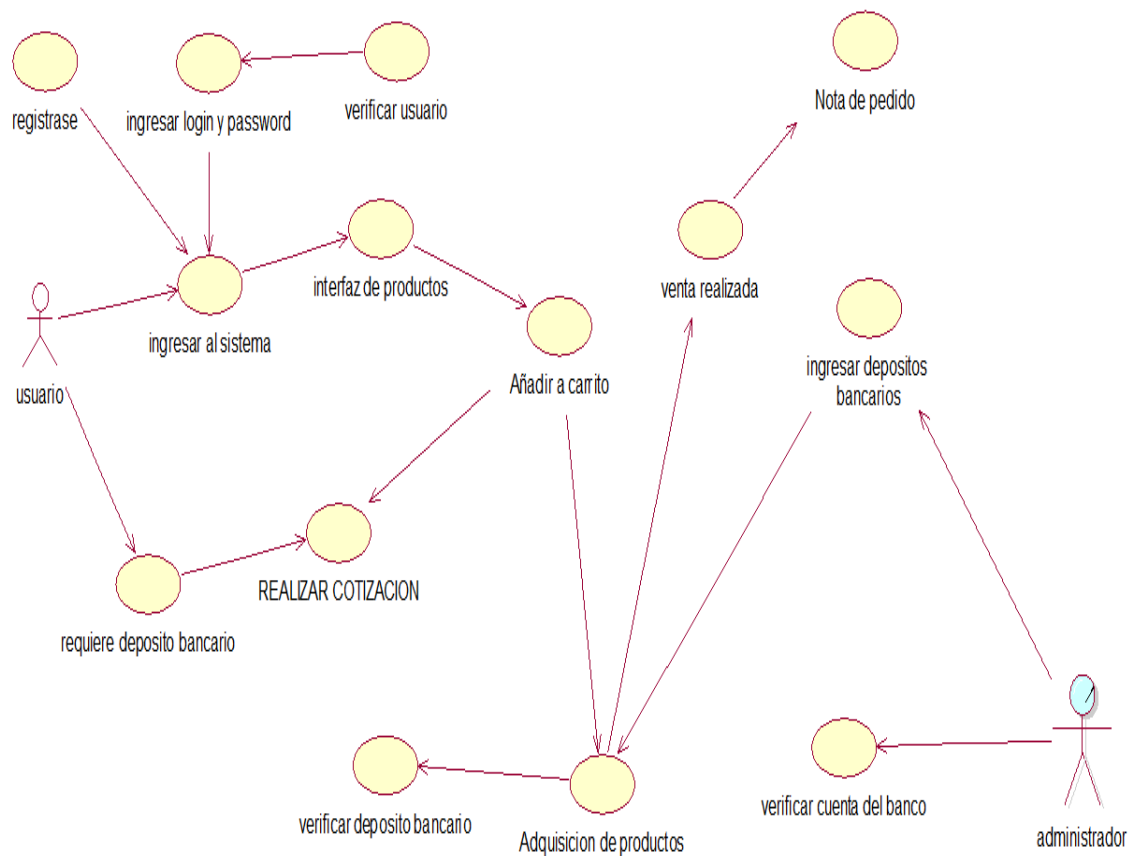 Nota de pedido
registrase
ingresar login y password
verificar usuario
interfaz de productos
venta realizada
ingresar al sistema
ingresar depositos
bancarios
Añadir a carrito
usuario
REALIZAR COTIZACION
requiere deposito bancario
verificar deposito bancario
Adquisicion de productos
verificar cuenta del banco
administrador